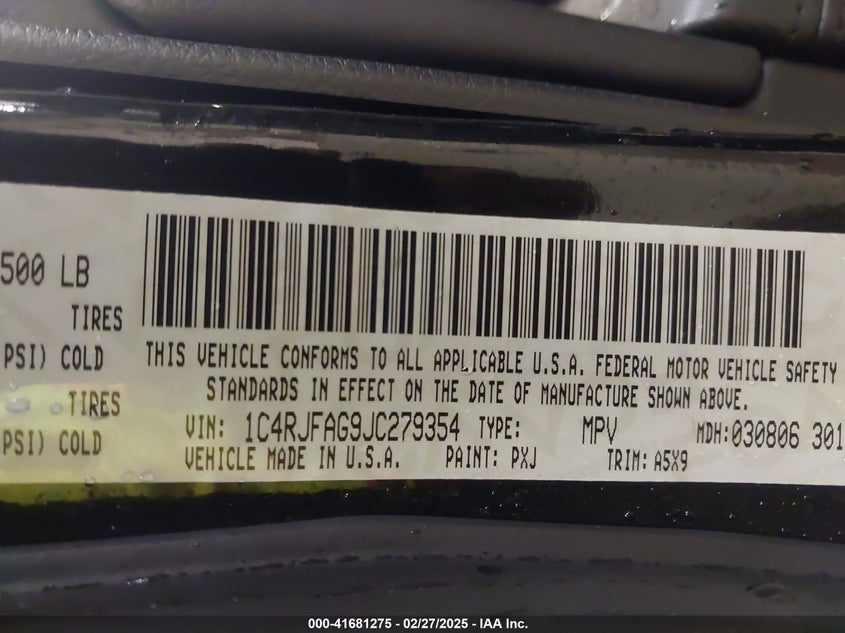 500 LB
TIRES
PSI) COLD
TIRES
PSI) COLD
THIS VEHICLE CONFORMS TO ALL APPLICABLE U.S.A. FEDERAL MOTOR VEHICLE SAFETY
STANDARDS IN EFFECT ON THE DATE OF MANUFACTURE SHOWN ABOVE.
VIN: 1C4RJFAG9JC279354 TYPE: MPV MDH:030806 301
VEHICLE MADE IN U.S.A. PAINT: PXJ TRIM: A5X9
000-41681275 - 02/27/2025 - IAA Inc.